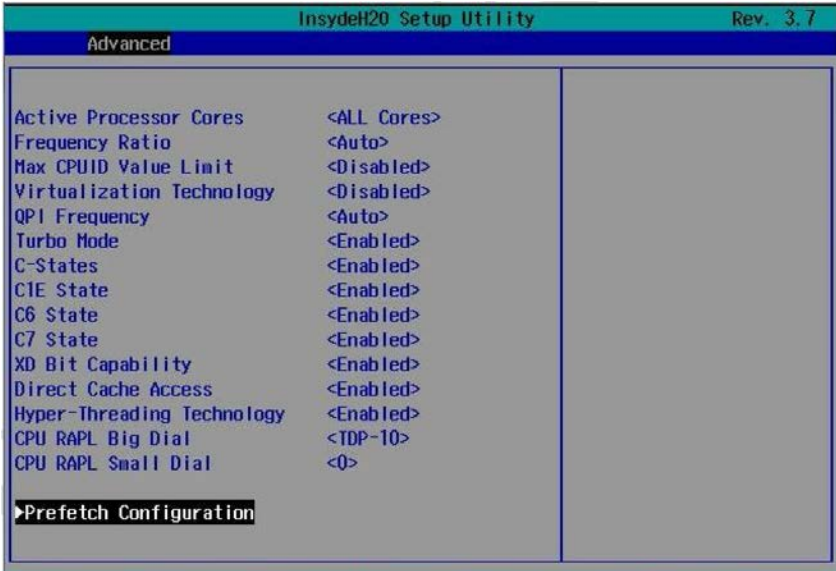 InsydeH20 Setup Utility Rev. 3.7
Advanced
Active Processor Cores <ALL Cores>
Frequency Ratio <Auto>
Max CPUID Value Limit <Disabled>
Virtualization Technology <Disabled>
QPI Frequency <Auto>
Turbo Mode <Enabled>
C-States <Enabled>
C1E State <Enabled>
C6 State <Enabled>
C7 State <Enabled>
XD Bit Capability <Enabled>
Direct Cache Access <Enabled>
Hyper-Threading Technology <Enabled>
CPU RAPL Big Dial <TDP-10>
CPU RAPL Small Dial <0>
▶Prefetch Configuration